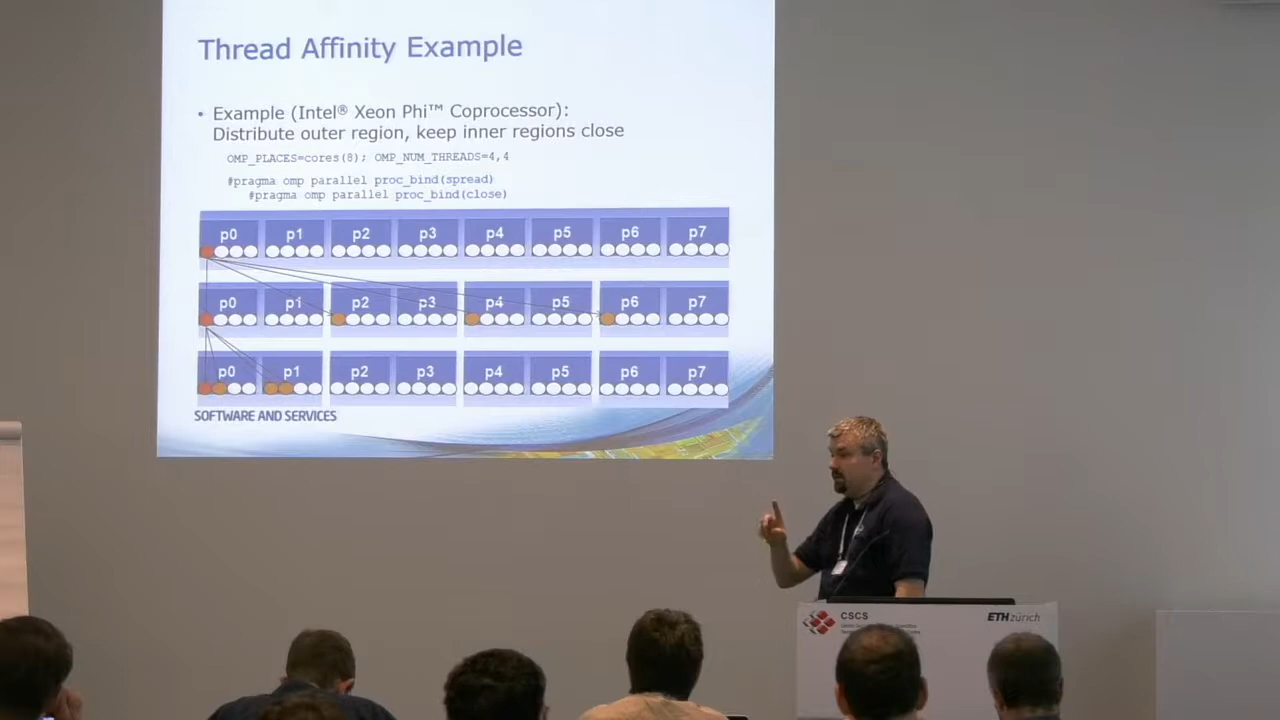 Thread Affinity Example
• Example (Intel® Xeon Phi™ Coprocessor):
Distribute outer region, keep inner regions close
OMP_PLACES=cores(8); OMP_NUM_THREADS=4,4
#pragma omp parallel proc_bind(spread)
#pragma omp parallel proc_bind(close)
p0 p1 p2 p3 p4 p5 p6 p7
p0 p1 p2 p3 p4 p5 p6 p7
p0 p1 p2 p3 p4 p5 p6 p7
SOFTWARE AND SERVICES
CSCS
ETH zürich